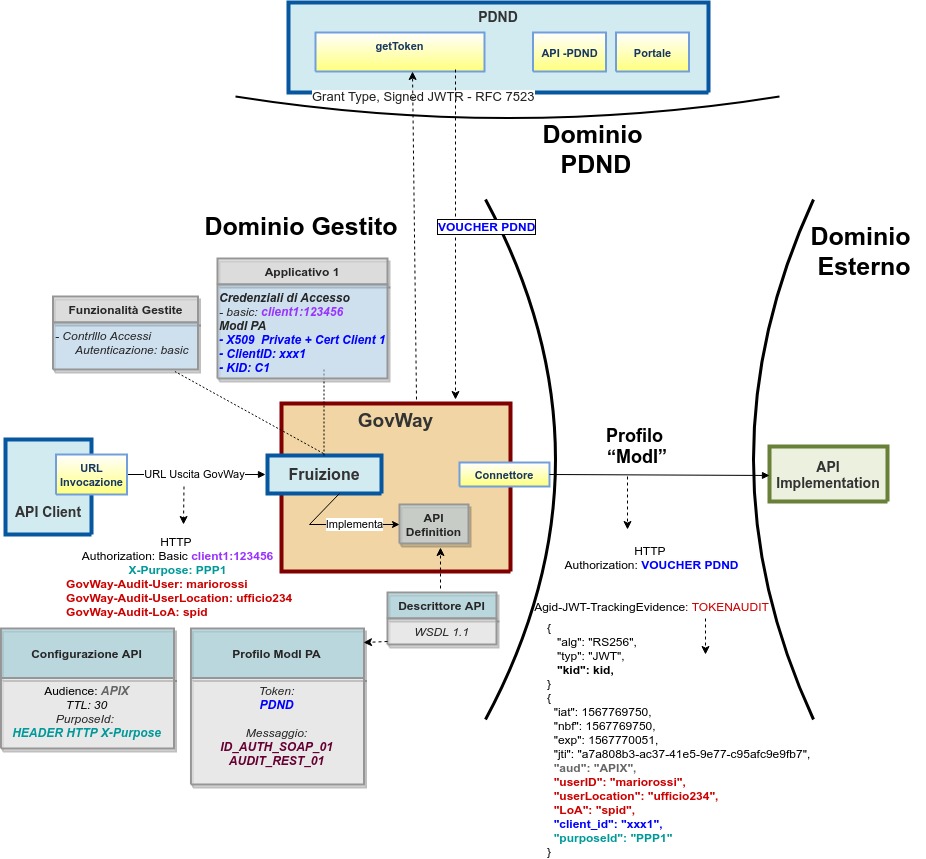 PDND
getToken
API -PDND
Portale
Grant Type, Signed JWTR - RFC 7523
Dominio
PDND
Dominio Gestito
VOUCHER PDND
Dominio
Esterno
Applicativo 1
Credenziali di Accesso
- basic: client1:123456
ModI PA
- X509  Private + Cert Client 1
- ClientID: xxx1
- KID: C1
Funzionalità Gestite
- Contrlllo Accessi
Autenticazione: basic
GovWay
Profilo
“ModI”
URL
Invocazione
API Client
URL Uscita GovWay
Fruizione
Connettore
API
Implementation
Implementa
API
Definition
HTTP
Authorization: Basic client1:123456
X-Purpose: PPP1
GovWay-Audit-User: mariorossi
GovWay-Audit-UserLocation: ufficio234
GovWay-Audit-LoA: spid
HTTP
Authorization: VOUCHER PDND
Descrittore API
WSDL 1.1
Agid-JWT-TrackingEvidence: TOKENAUDIT
Configurazione API
Audience: APIX
TTL: 30
PurposeId:
HEADER HTTP X-Purpose
Profilo ModI PA
Token:
PDND
Messaggio:
ID_AUTH_SOAP_01
AUDIT_REST_01
{
"alg": "RS256",
"typ": "JWT",
"kid": kid,
}
{
"iat": 1567769750,
"nbf": 1567769750,
"exp": 1567770051,
"jti": "a7a808b3-ac37-41e5-9e77-c95afc9e9fb7",
"aud": "APIX",
"userID": "mariorossi",
"userLocation": "ufficio234",
"LoA": "spid",
"client_id": "xxx1",
"purposeId": "PPP1"
}